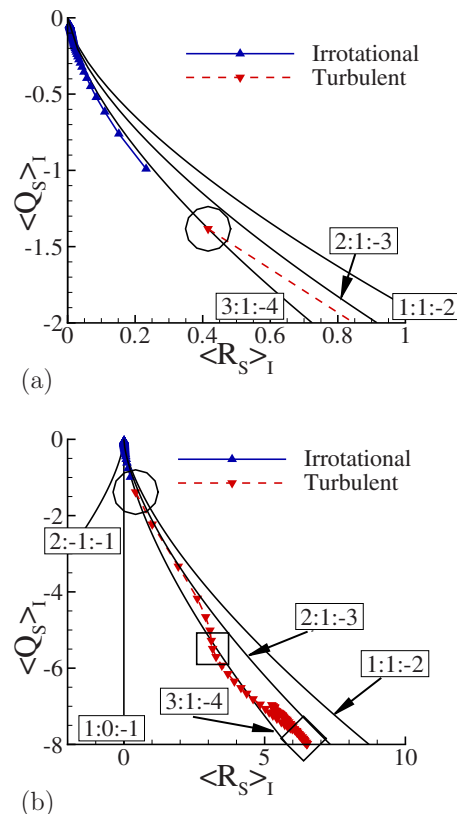 0
-0.5
-1
-1.5
-2
<Q_S>_I
Irrotational
Turbulent
2:1:-3
3:1:-4
1:1:-2
0 0.2 0.4 0.6 0.8 1
<R_S>_I
(a)
0
-2
-4
-6
-8
<Q_S>_I
Irrotational
Turbulent
2:-1:-1
2:1:-3
1:1:-2
3:1:-4
1:0:-1
0 5 10
<R_S>_I
(b)